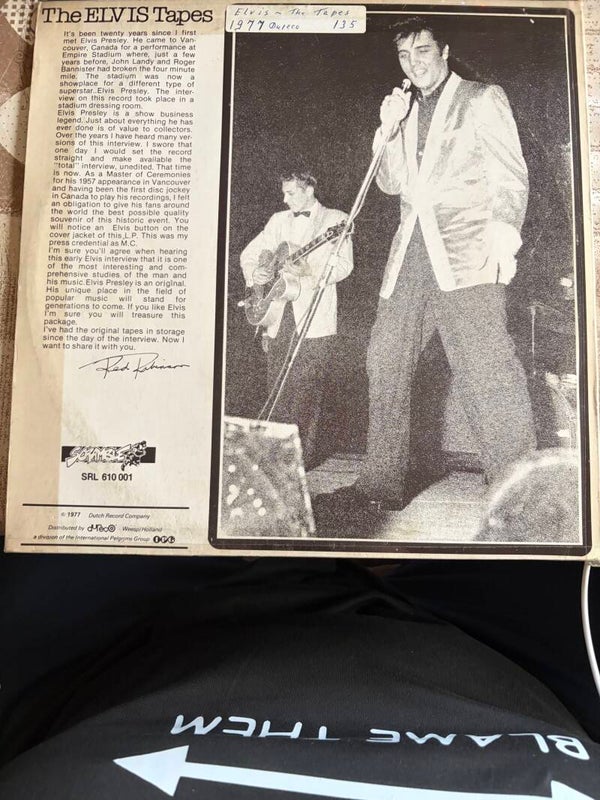 The ELVIS Tapes
Elvis - The Tapes
1977 Dureco 135
It's been twenty years since I first
met Elvis Presley. He came to Van-
couver, Canada for a performance at
Empire Stadium where, just a few
years before, John Landy and Roger
Bannister had broken the four minute
mile. The stadium was now a
showplace for a different type of
superstar..Elvis Presley. The inter-
view on this record took place in a
stadium dressing room.
Elvis Presley is a show business
legend. Just about everything he has
ever done is of value to collectors.
Over the years I have heard many ver-
sions of this interview. I swore that
one day I would set the record
straight and make available the
"total" interview, unedited. That time
is now. As a Master of Ceremonies
for his 1957 appearance in Vancouver
and having been the first disc jockey
in Canada to play his recordings, I felt
an obligation to give his fans around
the world the best possible quality
souvenir of this historic event. You
will notice an Elvis button on the
cover jacket of this L.P. This was my
press credential as M.C.
I'm sure you'll agree when hearing
this early Elvis interview that it is one
of the most interesting and com-
prehensive studies of the man and
his music. Elvis Presley is an original.
His unique place in the field of
popular music will stand for
generations to come. If you like Elvis
I'm sure you will treasure this
package.
I've had the original tapes in storage
since the day of the interview. Now I
want to share it with you.
Red Robinson
SCRAMBLE
SRL 610 001
© 1977 Dutch Record Company
Distributed by dureco - Weesp/Holland
a division of the International Pelgryms Group IPG
BLAME THEM